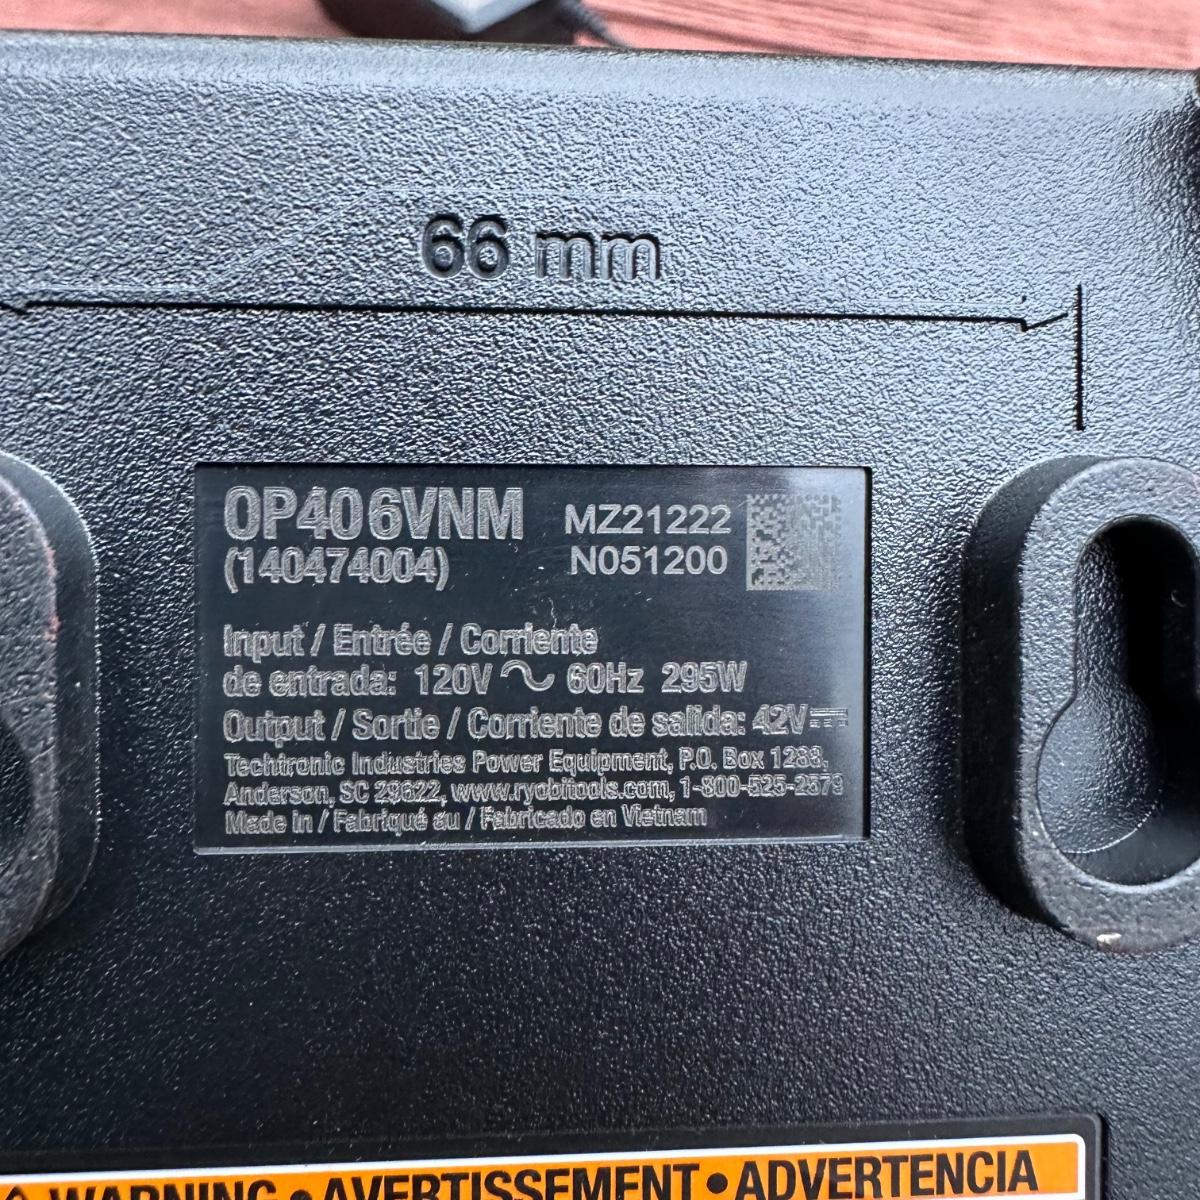 66 mm
OP406VNM MZ21222
(140474004) N051200
Input / Entrée / Corriente
de entrada: 120V ~ 60Hz 295W
Output / Sortie / Corriente de salida: 42V⎓
Techtronic Industries Power Equipment, P.O. Box 1288,
Anderson, SC 29622, www.ryobitools.com, 1-800-525-2579
Made in / Fabriqué au / Fabricado en Vietnam
⚠ WARNING • AVERTISSEMENT • ADVERTENCIA